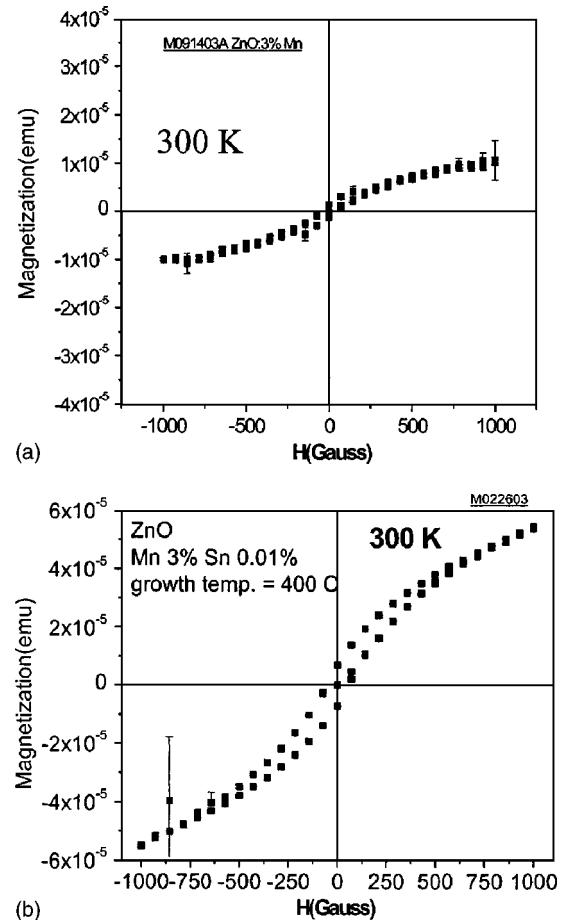 4x10-5
M091403A ZnO:3% Mn
3x10-5
300 K
2x10-5
1x10-5
0
-1x10-5
-2x10-5
-3x10-5
-4x10-5
Magnetization(emu)
-1000 -500 0 500 1000
(a)
H(Gauss)
M022603
6x10-5
ZnO
300 K
Mn 3% Sn 0.01%
growth temp. = 400 C
4x10-5
2x10-5
0
-2x10-5
-4x10-5
-6x10-5
Magnetization(emu)
-1000 -750 -500 -250 0 250 500 750 1000
(b)
H(Gauss)